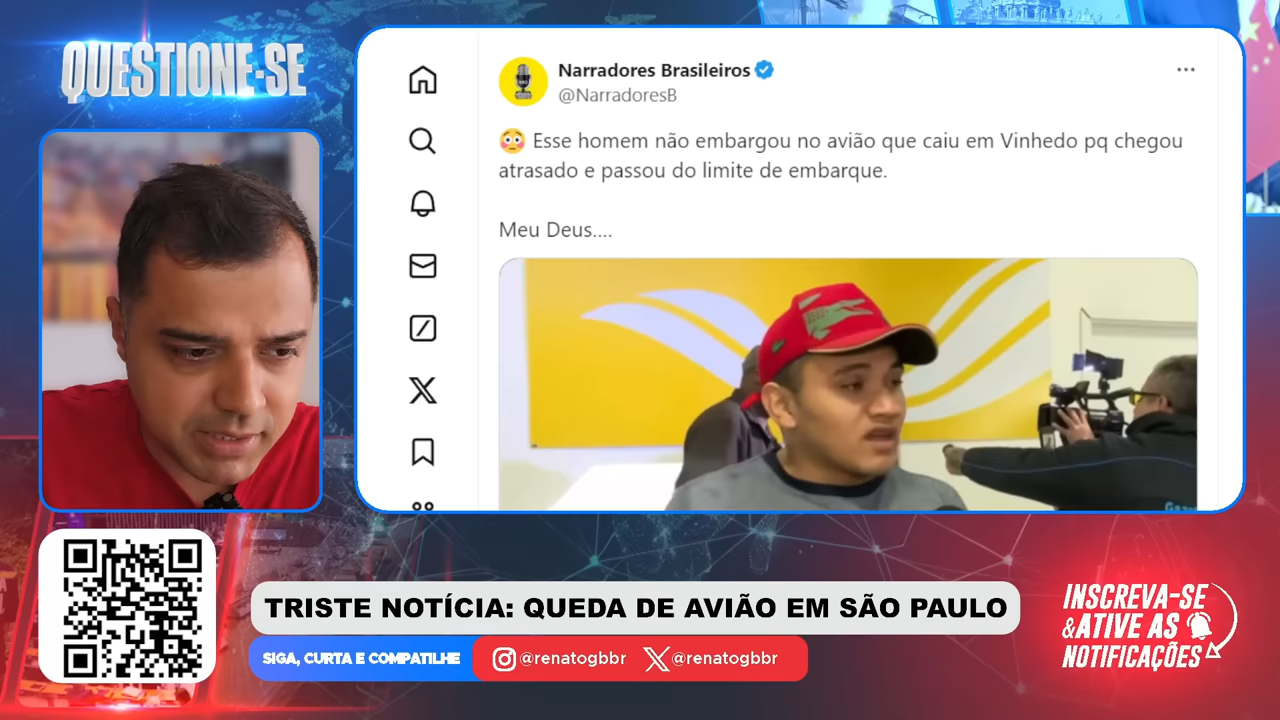 QUESTIONE-SE
Narradores Brasileiros
@NarradoresB
Esse homem não embargou no avião que caiu em Vinhedo pq chegou
atrasado e passou do limite de embarque.
Meu Deus....
TRISTE NOTÍCIA: QUEDA DE AVIÃO EM SÃO PAULO
SIGA, CURTA E COMPATILHE
@renatogbbr
@renatogbbr
INSCREVA-SE
&ATIVE AS
NOTIFICAÇÕES